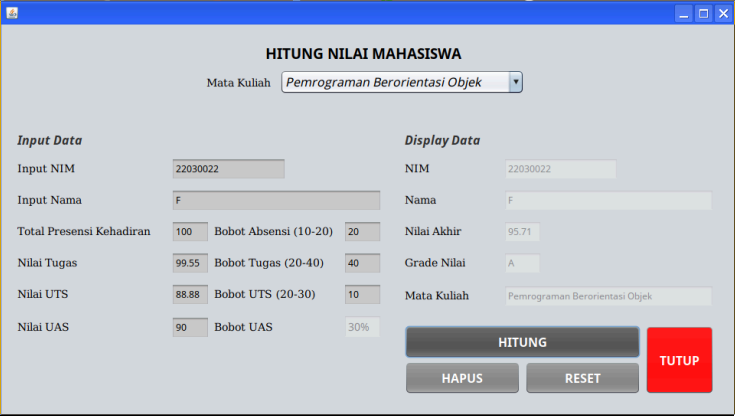 HITUNG NILAI MAHASISWA
Mata Kuliah Pemrograman Berorientasi Objek
Input Data
Input NIM 22030022
Input Nama F
Total Presensi Kehadiran 100 Bobot Absensi (10-20) 20
Nilai Tugas 99.55 Bobot Tugas (20-40) 40
Nilai UTS 88.88 Bobot UTS (20-30) 10
Nilai UAS 90 Bobot UAS 30%
Display Data
NIM 22030022
Nama F
Nilai Akhir 95.71
Grade Nilai A
Mata Kuliah Pemrograman Berorientasi Objek
HITUNG
HAPUS RESET
TUTUP